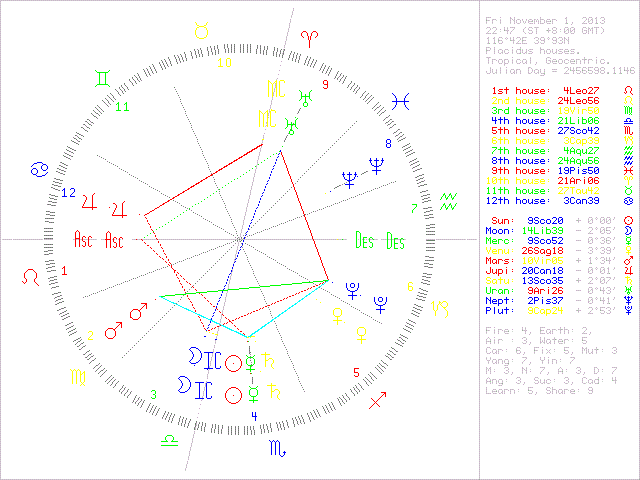 10
MC
MC
9
8
7
Des Des
6
5
4
IC
IC
3
2
1
Asc Asc
12
11
Fri November 1, 2013
22:47 (ST +8:00 GMT)
116°42E 39°93N
Placidus houses.
Tropical, Geocentric.
Julian Day = 2456598.1146
1st house: 4Leo27
2nd house: 24Leo56
3rd house: 19Vir50
4th house: 21Lib06
5th house: 27Sco42
6th house: 3Cap39
7th house: 4Aqu27
8th house: 24Aqu56
9th house: 19Pis50
10th house: 21Ari06
11th house: 27Tau42
12th house: 3Can39
Sun: 9Sco20 + 0°00'
Moon: 14Lib39 - 2°05'
Merc: 9Sco52
Venu: 26Sag18 - 3°39'
Mars: 10Vir06 + 1°34'
Jupi: 20Can18 - 0°01'
Satu: 13Sco35 + 2°07'
Uran: 9Ari26 - 0°43'
Nept: 2Pis37 - 0°41'
Plut: 9Cap24 + 2°53'
Fire: 4, Earth: 2,
Air : 3, Water: 5
Car: 6, Fix: 5, Mut: 3
Yang: 7, Yin: 7
M: 3, N: 7, A: 3, D: 7
Ang: 3, Suc: 3, Cad: 4
Learn: 5, Share: 9